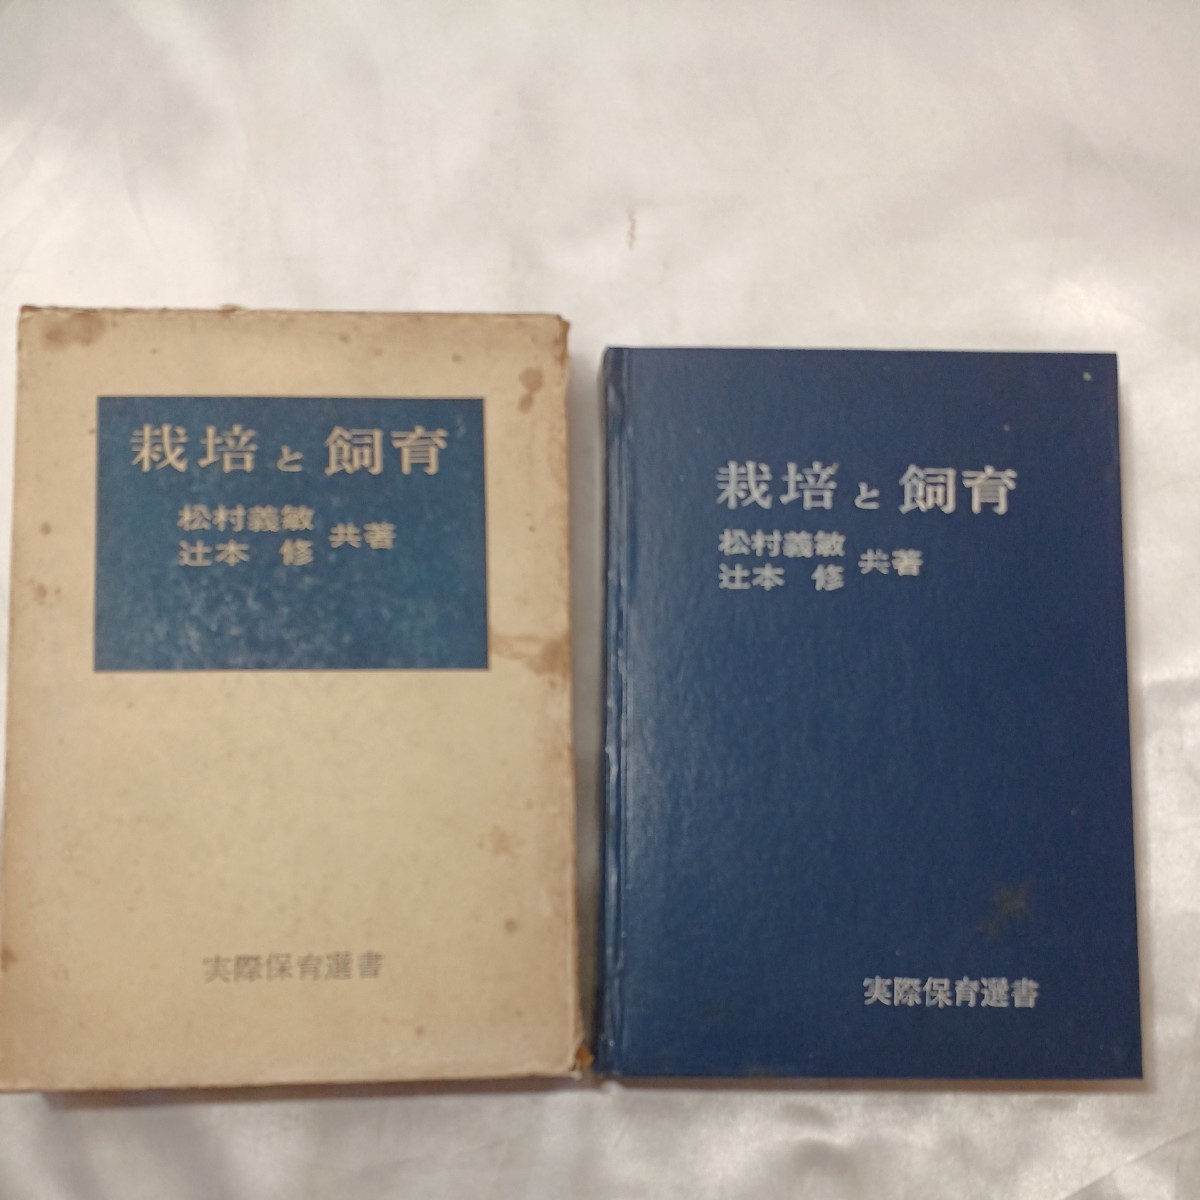 栽培と飼育
松村義敏
辻本　修
共著
実際保育選書
栽培と飼育
松村義敏
辻本　修
共著
実際保育選書